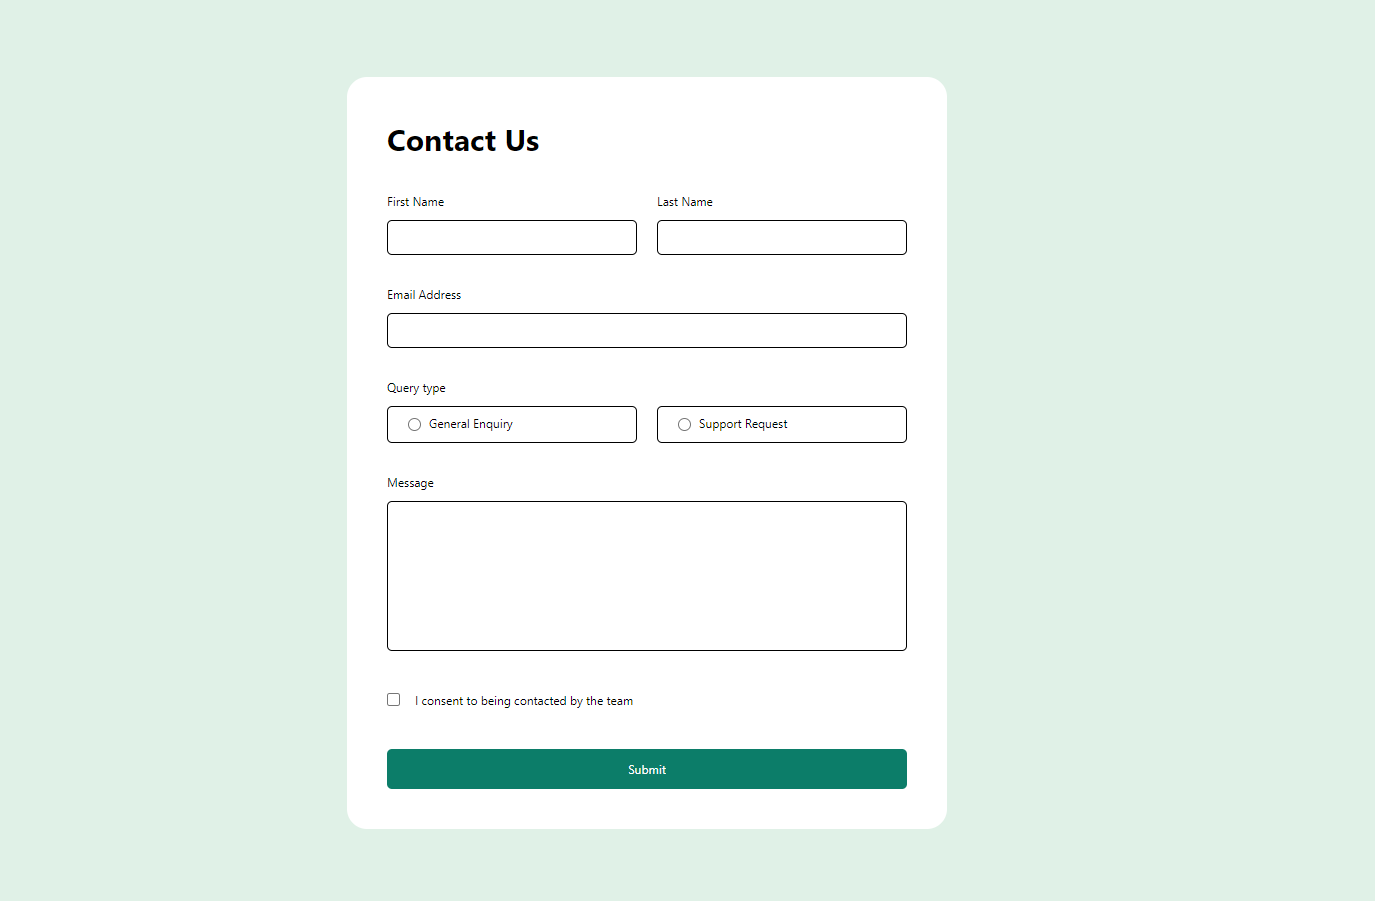 Contact Us
First Name
Last Name
Email Address
Query type
General Enquiry
Support Request
Message
I consent to being contacted by the team
Submit